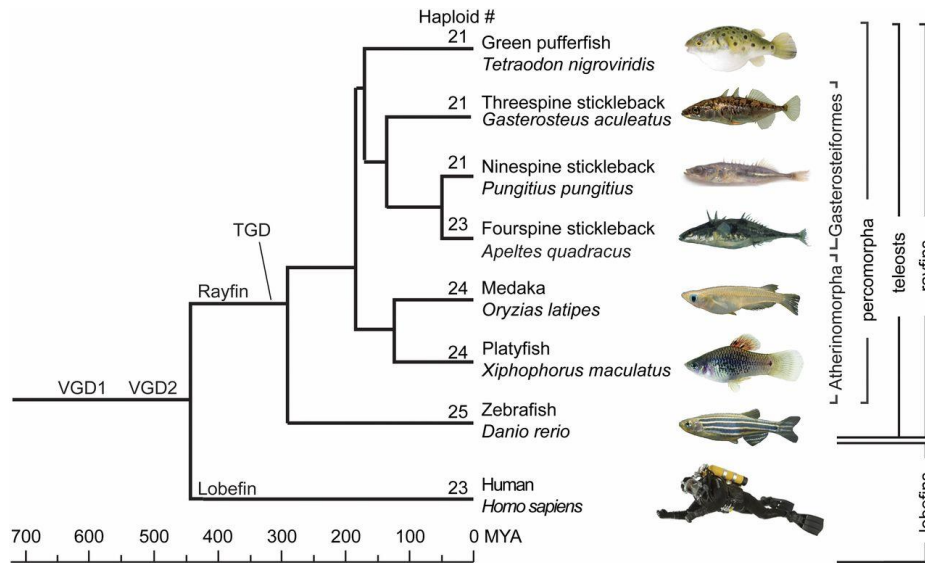 Haploid #
21 Green pufferfish
Tetraodon nigroviridis
21 Threespine stickleback
Gasterosteus aculeatus
21 Ninespine stickleback
Pungitius pungitius
23 Fourspine stickleback
Apeltes quadracus
24 Medaka
Oryzias latipes
24 Platyfish
Xiphophorus maculatus
25 Zebrafish
Danio rerio
23 Human
Homo sapiens
TGD
Rayfin
VGD1 VGD2
Lobefin
Gasterosteiformes
Atherinomorpha
percomorpha
teleosts
700 600 500 400 300 200 100 0 MYA